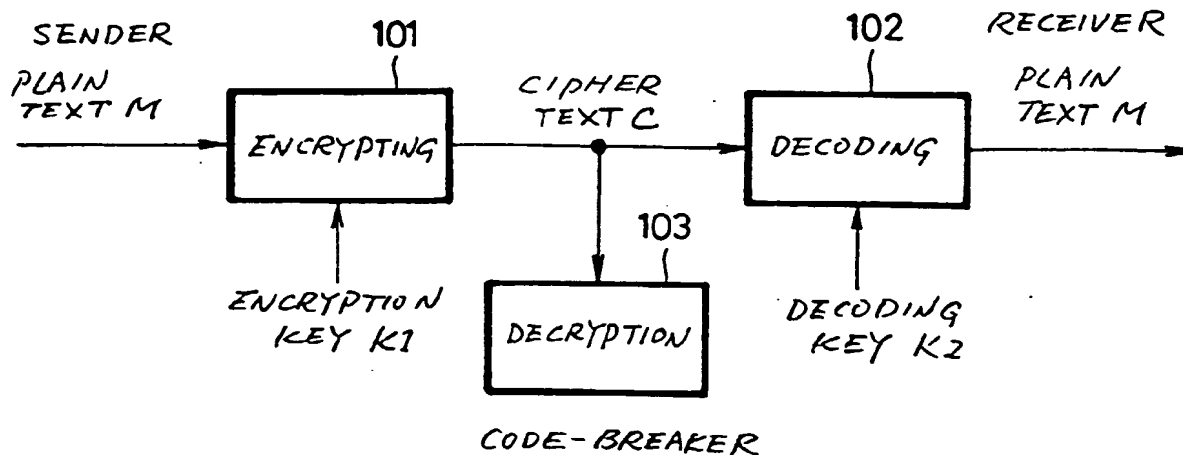 SENDER
PLAIN
TEXT M
101
ENCRYPTING
ENCRYPTION
KEY K1
CIPHER
TEXT C
103
DECRYPTION
CODE-BREAKER
102
DECODING
DECODING
KEY K2
RECEIVER
PLAIN
TEXT M